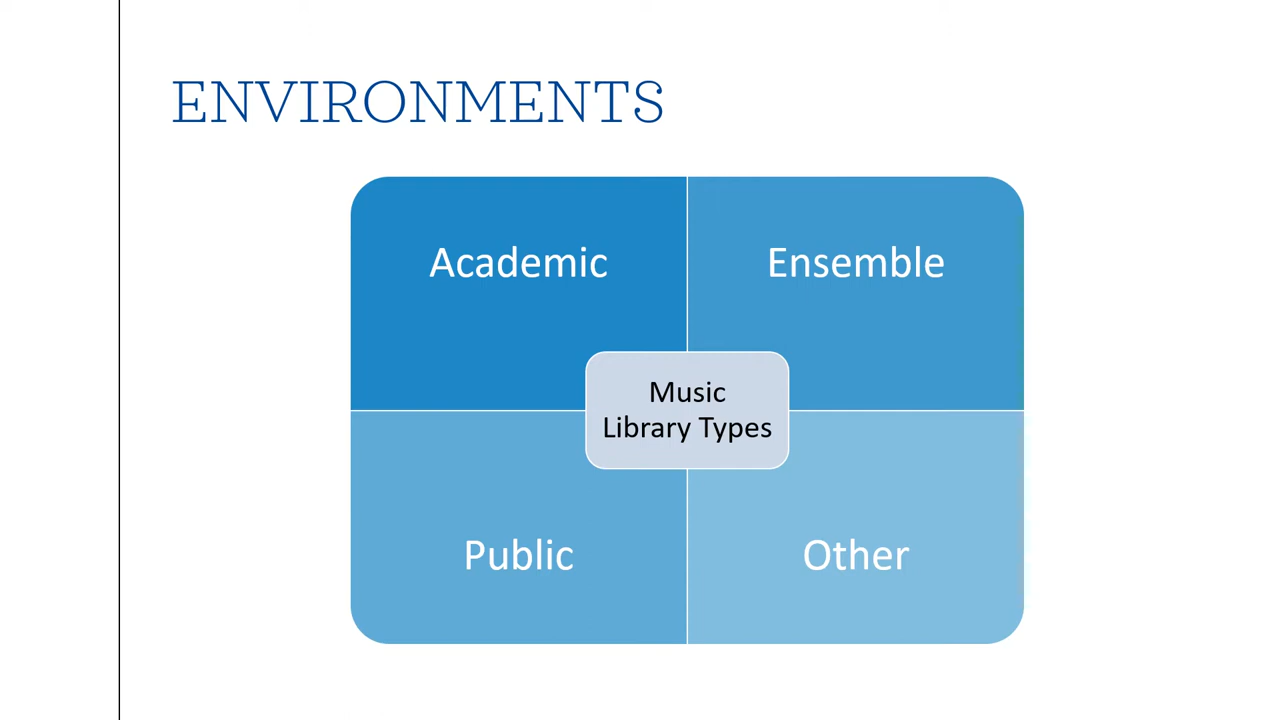 ENVIRONMENTS
Academic
Ensemble
Music
Library Types
Public
Other